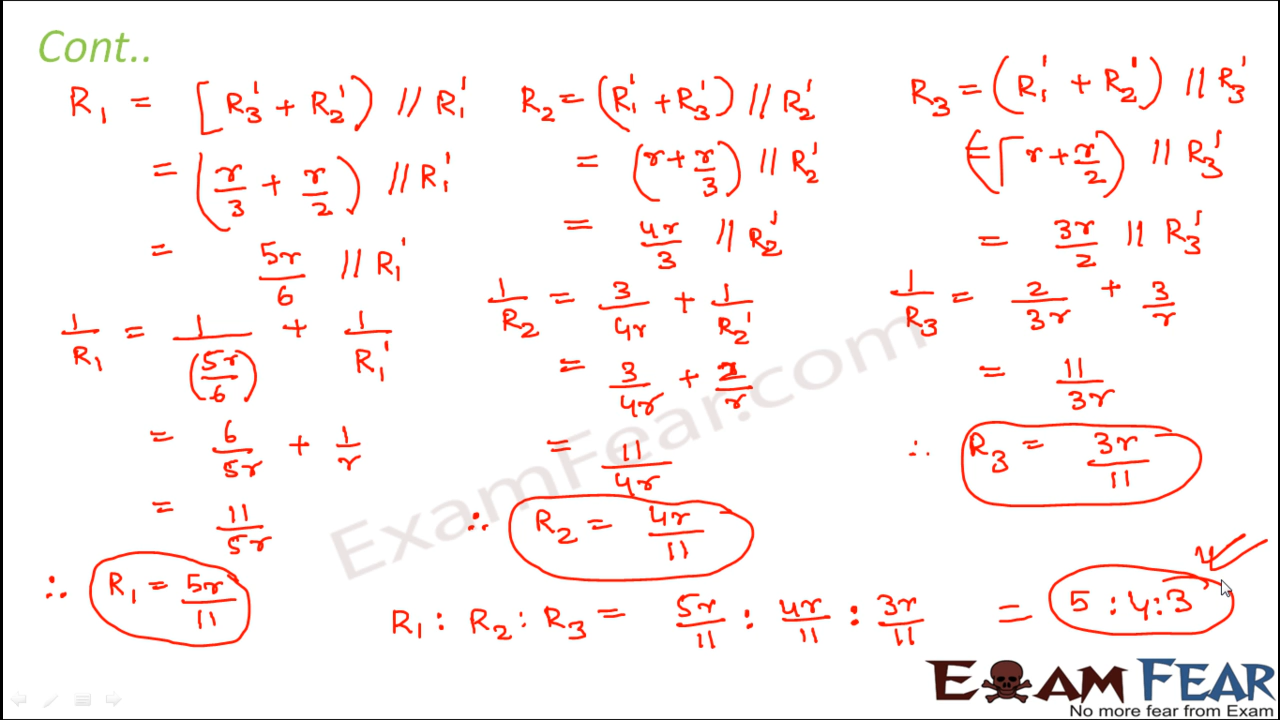 Cont..
R₁ = [R₃' + R₂') // R₁'
= (r/3 + r/2) // R₁'
= 5r/6 // R₁'
1/R₁ = 1/(5r/6) + 1/R₁'
= 6/5r + 1/r
= 11/5r
∴ R₁ = 5r/11
R₂ = (R₁' + R₃') // R₂'
= (r + r/3) // R₂'
= 4r/3 // R₂'
1/R₂ = 3/4r + 1/R₂'
= 3/4r + 2/r
= 11/4r
∴ R₂ = 4r/11
R₃ = (R₁' + R₂') // R₃'
= (r + r/2) // R₃'
= 3r/2 // R₃'
1/R₃ = 2/3r + 3/r
= 11/3r
∴ R₃ = 3r/11
R₁ : R₂ : R₃ = 5r/11 : 4r/11 : 3r/11 = 5 : 4 : 3
ExamFear.com
EXAM FEAR
No more fear from Exam